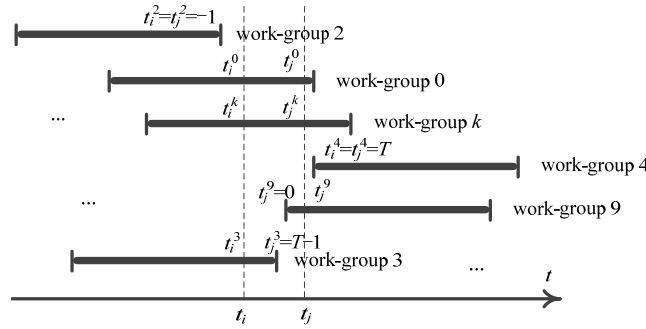 t_i^2=t_j^2=−1
work-group 2
t_i^0 t_j^0
work-group 0
...
t_i^k t_j^k
work-group k
t_i^4=t_j^4=T
work-group 4
...
t_j^9=0 t_j^9
work-group 9
t_i^3 t_j^3=T−1
work-group 3
...
t
t_i t_j